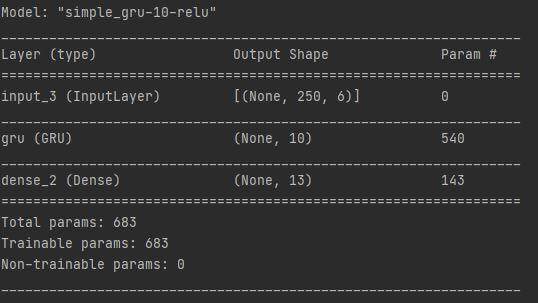 Model: "simple_gru-10-relu"
_________________________________________________________________
Layer (type)                 Output Shape              Param #
=================================================================
input_3 (InputLayer)         [(None, 250, 6)]          0
_________________________________________________________________
gru (GRU)                    (None, 10)                540
_________________________________________________________________
dense_2 (Dense)              (None, 13)                143
=================================================================
Total params: 683
Trainable params: 683
Non-trainable params: 0
_________________________________________________________________